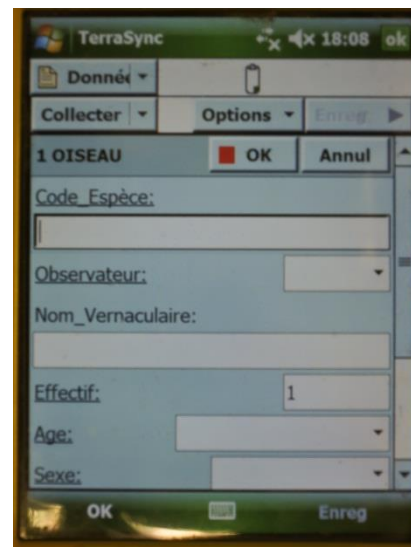 TerraSync 18:08 ok
Donnée
Collecter Options Enreg
1 OISEAU OK Annul
Code_Espèce:
Observateur:
Nom_Vernaculaire:
Effectif: 1
Age:
Sexe:
OK Enreg